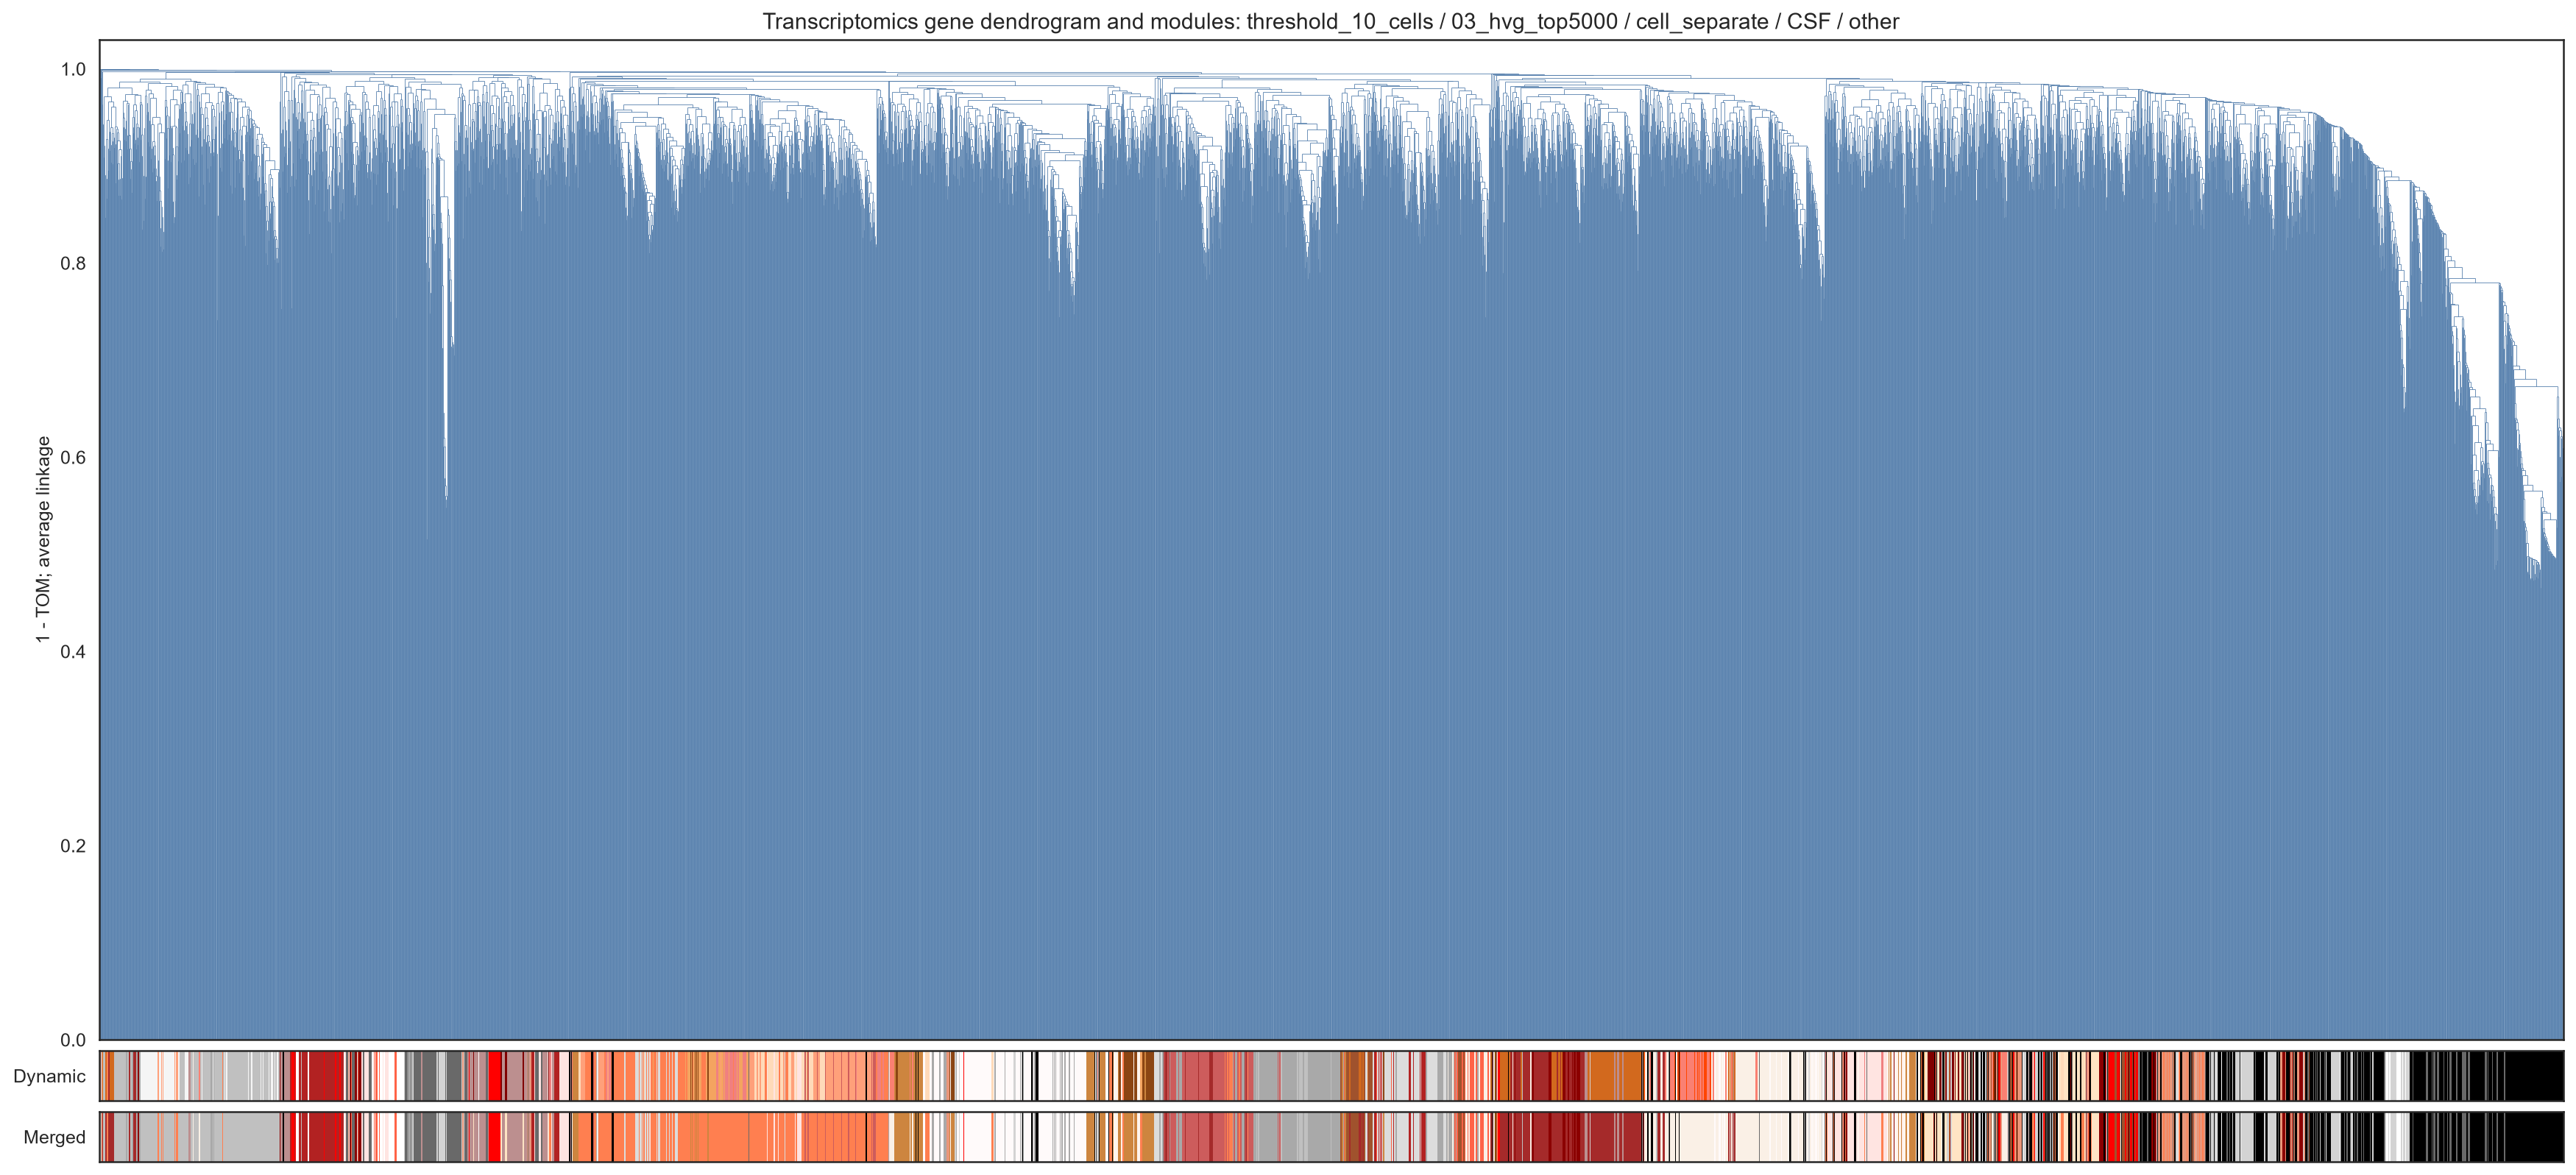 Transcriptomics gene dendrogram and modules: threshold_10_cells / 03_hvg_top5000 / cell_separate / CSF / other
1.0
0.8
0.6
0.4
0.2
0.0
1 - TOM; average linkage
Dynamic
Merged